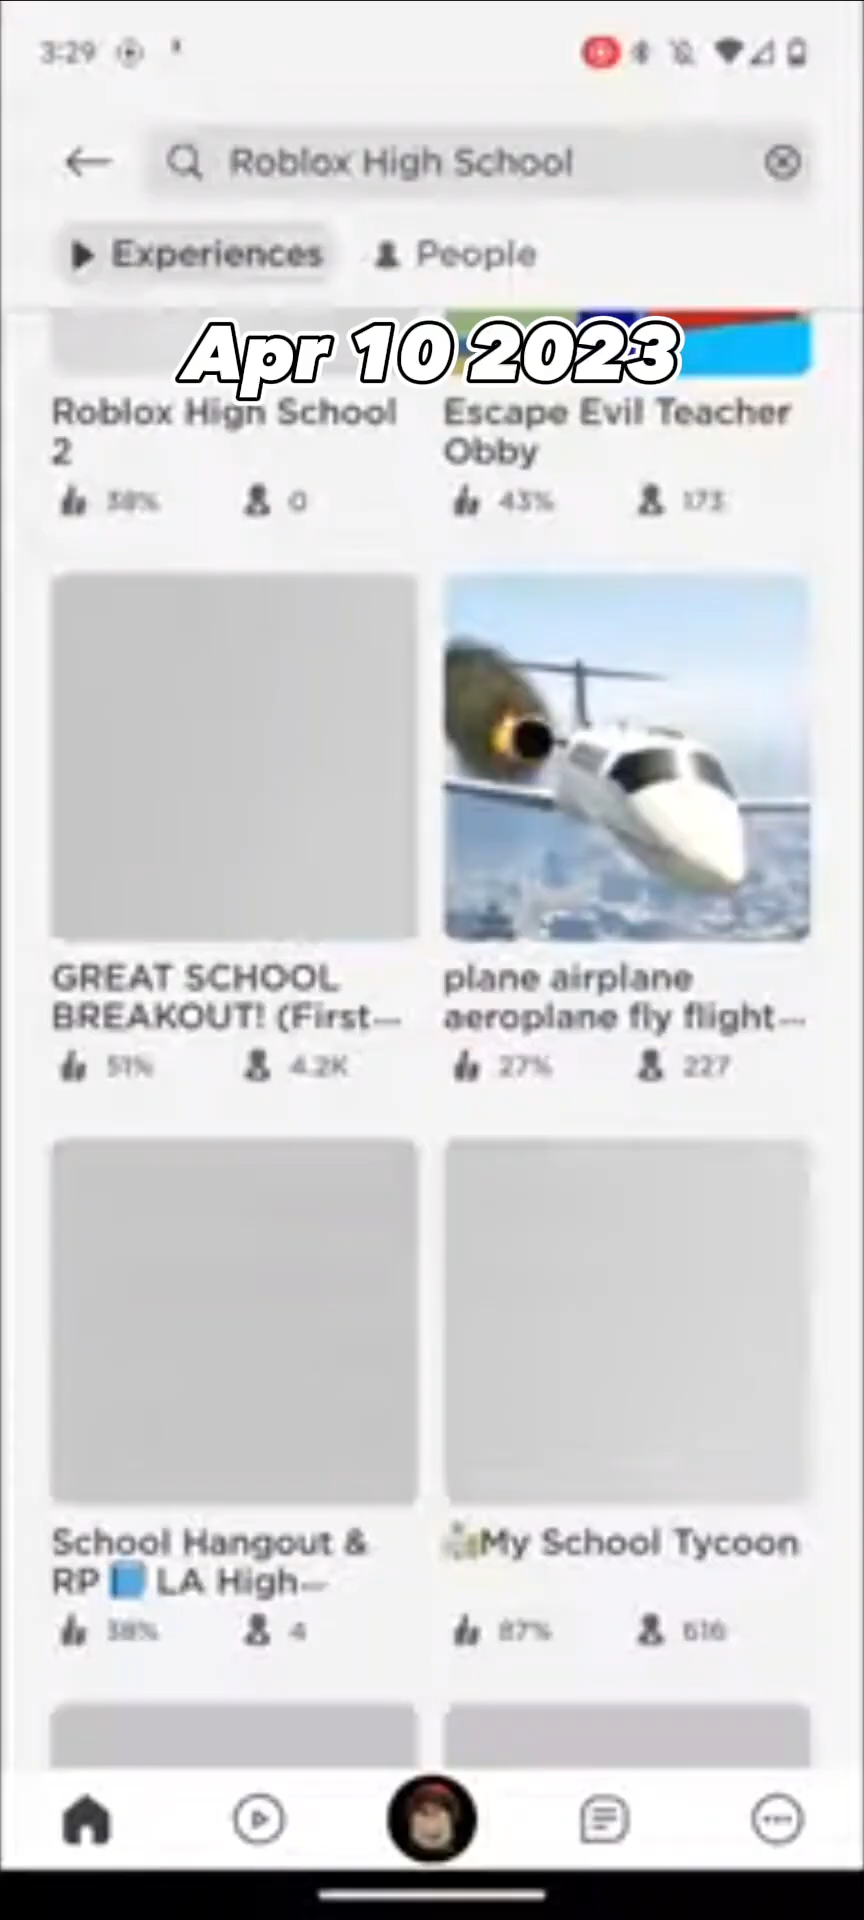 3:29
Roblox High School
Experiences
People
Apr 10 2023
Roblox High School
2
38%
0
Escape Evil Teacher
Obby
43%
173
GREAT SCHOOL
BREAKOUT! (First...
51%
4.2K
plane airplane
aeroplane fly flight...
27%
227
School Hangout &
RP 📘 LA High...
38%
4
My School Tycoon
87%
616